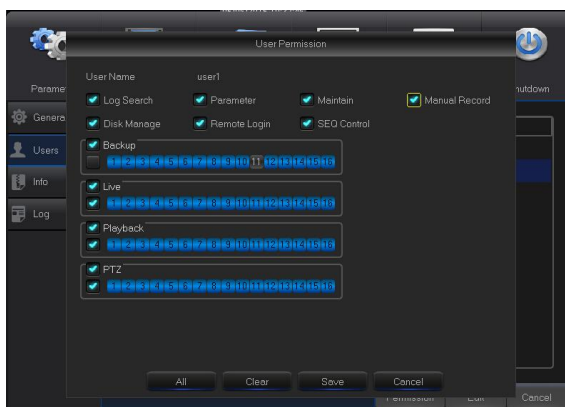 User Permission
User Name user1
Parame
hutdown
Log Search Parameter Maintain Manual Record
Genera
Disk Manage Remote Login SEQ Control
Users
Backup
1 2 3 4 5 6 7 8 9 10 11 12 13 14 15 16
Info
Live
1 2 3 4 5 6 7 8 9 10 11 12 13 14 15 16
Log
Playback
1 2 3 4 5 6 7 8 9 10 11 12 13 14 15 16
PTZ
1 2 3 4 5 6 7 8 9 10 11 12 13 14 15 16
All Clear Save Cancel
Permission Edit Cancel